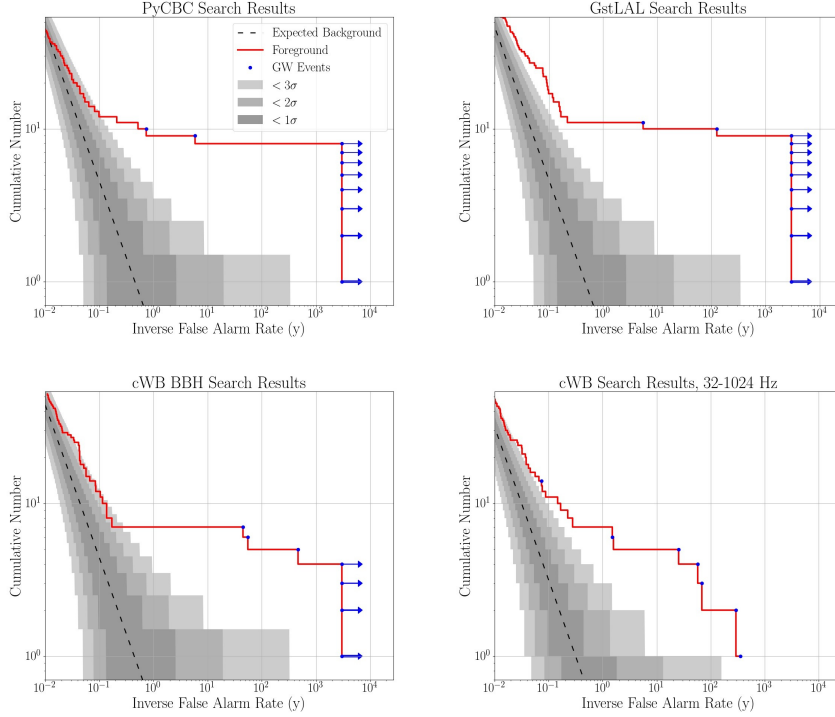 PyCBC Search Results
Expected Background
Foreground
GW Events
< 3σ
< 2σ
< 1σ
10¹
10⁰
Cumulative Number
10⁻² 10⁻¹ 10⁰ 10¹ 10² 10³ 10⁴
Inverse False Alarm Rate (y)
GstLAL Search Results
10¹
10⁰
Cumulative Number
10⁻² 10⁻¹ 10⁰ 10¹ 10² 10³ 10⁴
Inverse False Alarm Rate (y)
cWB BBH Search Results
10¹
10⁰
Cumulative Number
10⁻² 10⁻¹ 10⁰ 10¹ 10² 10³ 10⁴
Inverse False Alarm Rate (y)
cWB Search Results, 32-1024 Hz
10¹
10⁰
Cumulative Number
10⁻² 10⁻¹ 10⁰ 10¹ 10² 10³ 10⁴
Inverse False Alarm Rate (y)